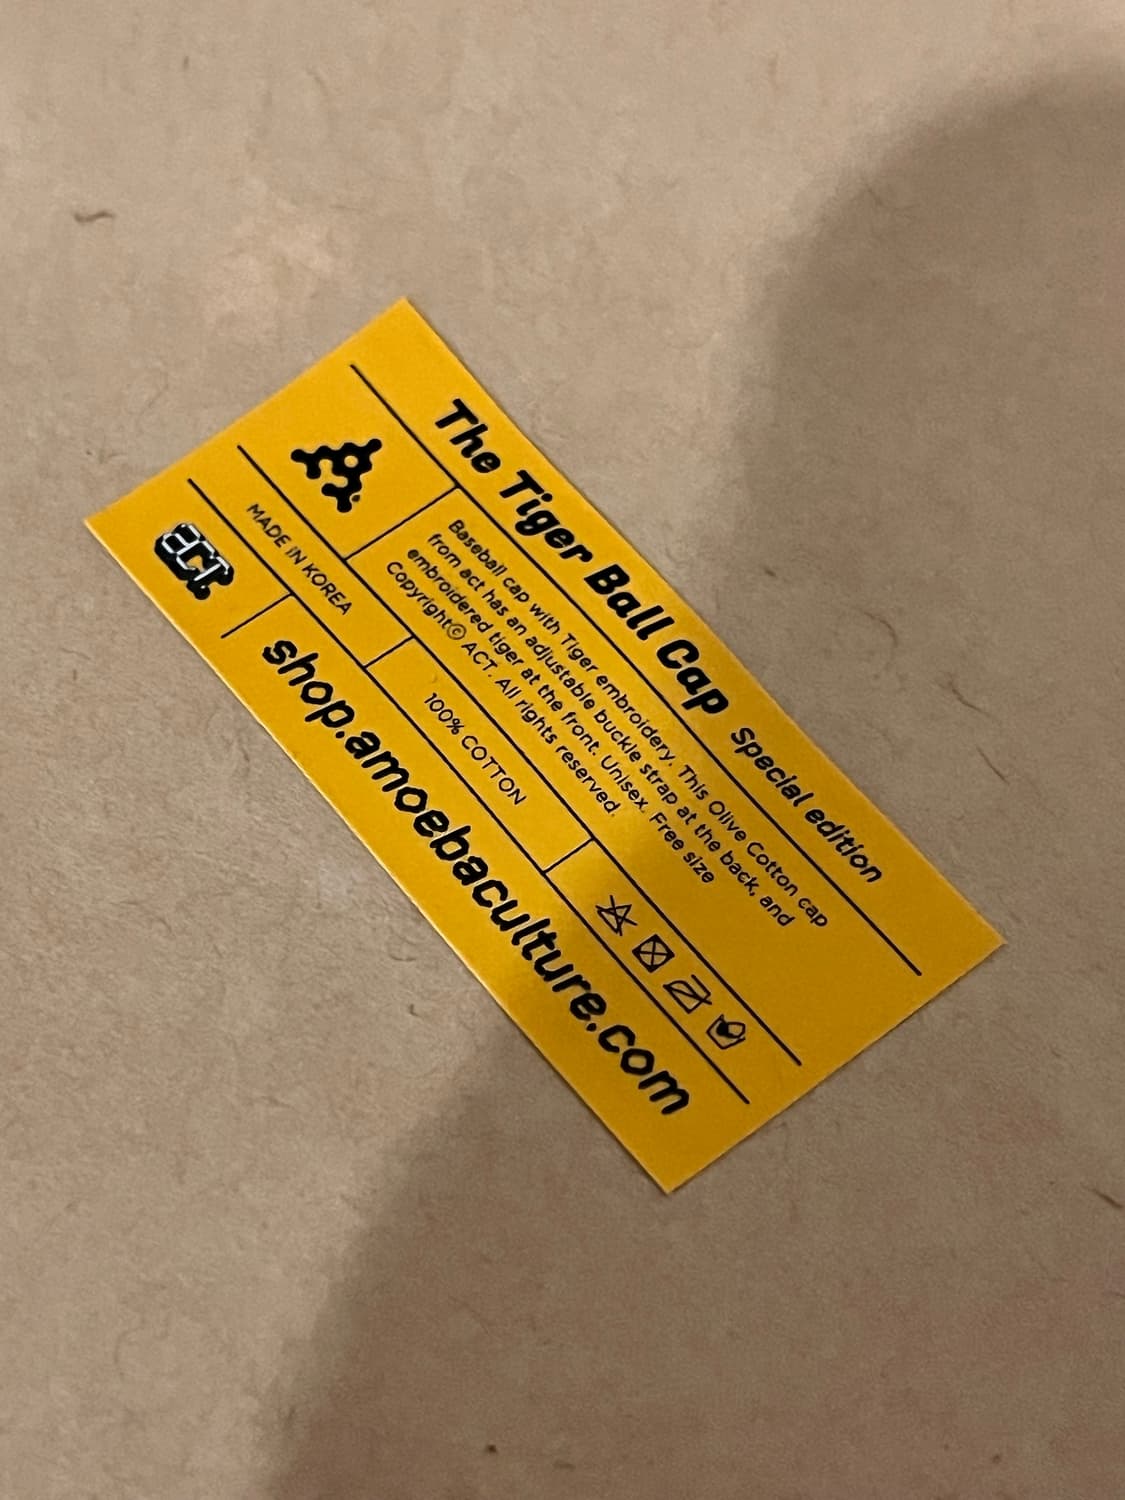 The Tiger Ball Cap Special edition
Baseball cap with Tiger embroidery. This Olive Cotton cap
from act has an adjustable buckle strap at the back, and
embroidered tiger at the front. Unisex. Free size
Copyright© ACT. All rights reserved.
MADE IN KOREA
100% COTTON
ACT.
shop.amoebaculture.com